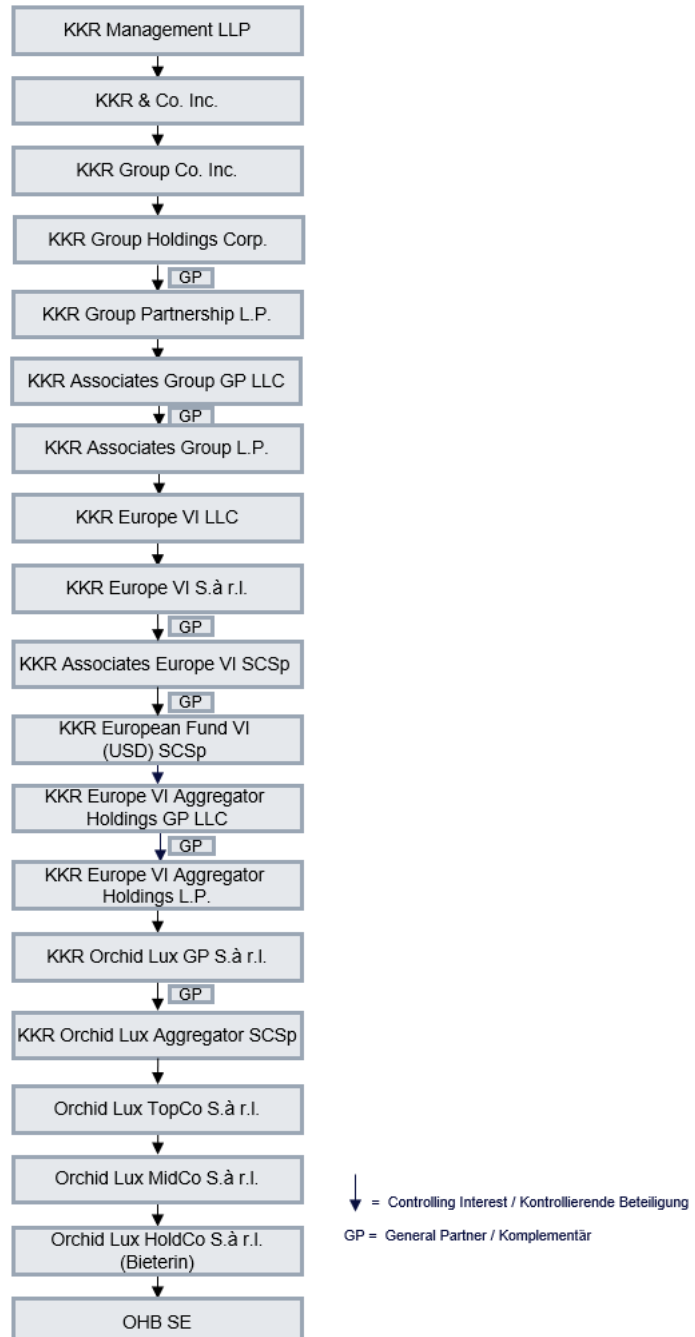 KKR Management LLP
KKR & Co. Inc.
KKR Group Co. Inc.
KKR Group Holdings Corp.
GP
KKR Group Partnership L.P.
KKR Associates Group GP LLC
GP
KKR Associates Group L.P.
KKR Europe VI LLC
KKR Europe VI S.à r.l.
GP
KKR Associates Europe VI SCSp
GP
KKR European Fund VI
(USD) SCSp
KKR Europe VI Aggregator
Holdings GP LLC
GP
KKR Europe VI Aggregator
Holdings L.P.
KKR Orchid Lux GP S.à r.l.
GP
KKR Orchid Lux Aggregator SCSp
Orchid Lux TopCo S.à r.l.
Orchid Lux MidCo S.à r.l.
Orchid Lux HoldCo S.à r.l.
(Bieterin)
OHB SE
= Controlling Interest / Kontrollierende Beteiligung
GP = General Partner / Komplementär